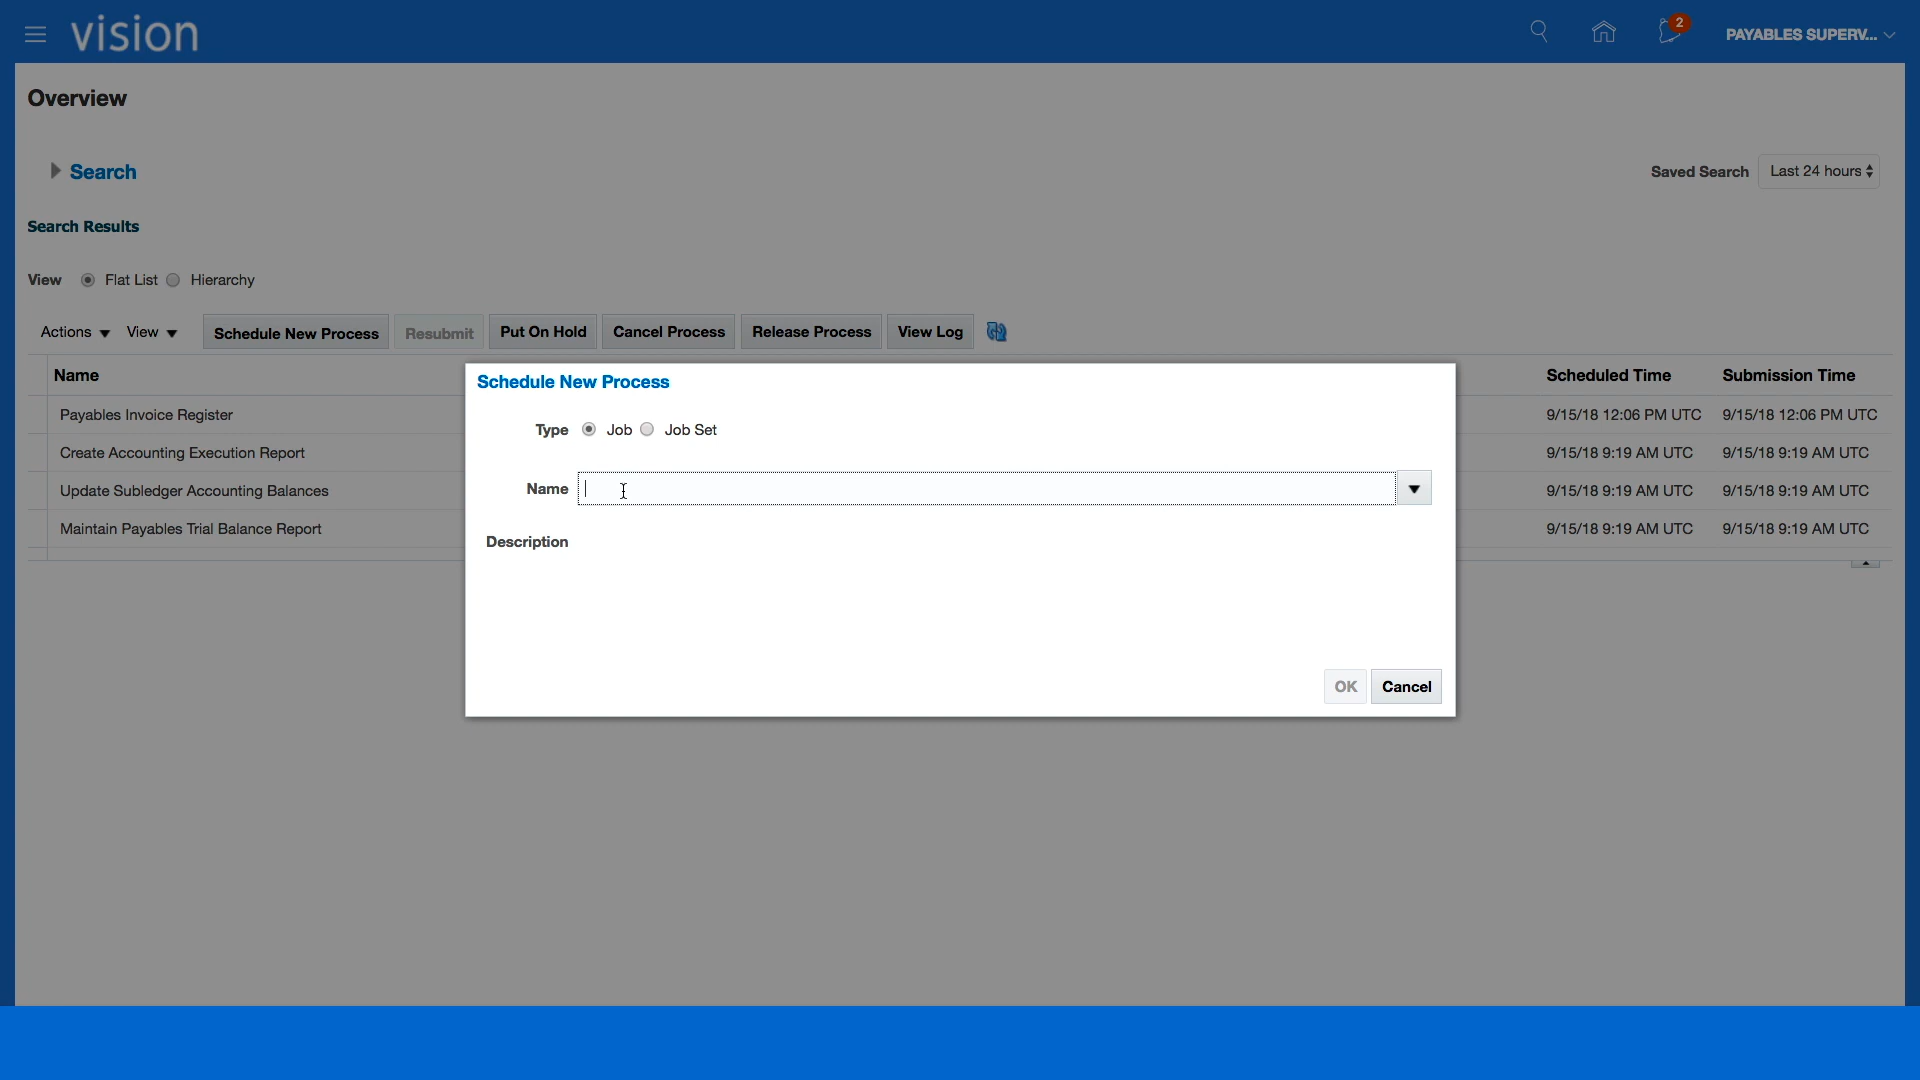 vision
2
PAYABLES SUPERV...
Overview
Search
Saved Search Last 24 hours
Search Results
View Flat List Hierarchy
Actions View Schedule New Process Resubmit Put On Hold Cancel Process Release Process View Log
Name Scheduled Time Submission Time
Payables Invoice Register 9/15/18 12:06 PM UTC 9/15/18 12:06 PM UTC
Create Accounting Execution Report 9/15/18 9:19 AM UTC 9/15/18 9:19 AM UTC
Update Subledger Accounting Balances 9/15/18 9:19 AM UTC 9/15/18 9:19 AM UTC
Maintain Payables Trial Balance Report 9/15/18 9:19 AM UTC 9/15/18 9:19 AM UTC
Schedule New Process
Type Job Job Set
Name
Description
OK Cancel